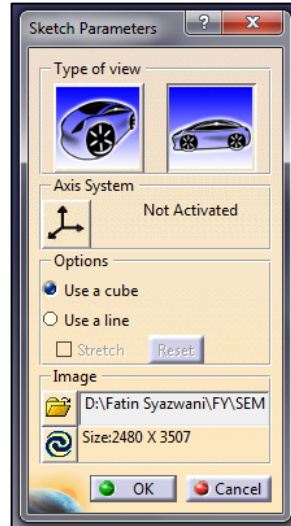 Sketch Parameters
?
X
Type of view
Axis System
Not Activated
Options
Use a cube
Use a line
Stretch
Reset
Image
D:\Fatin Syazwani\FY\SEM
Size:2480 X 3507
OK
Cancel